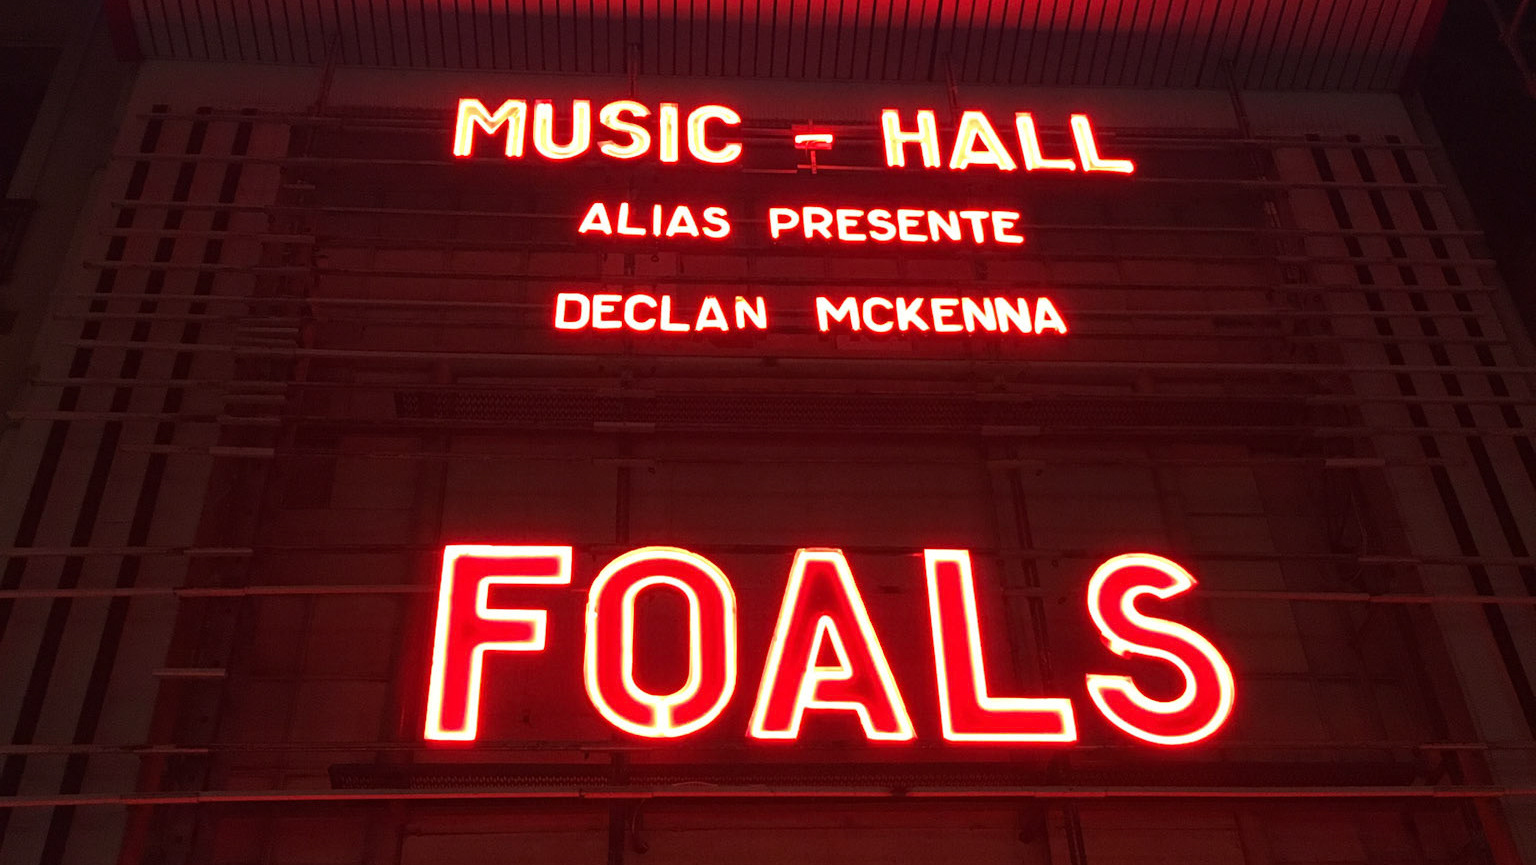 MUSIC - HALL
ALIAS PRESENTE
DECLAN MCKENNA
FOALS